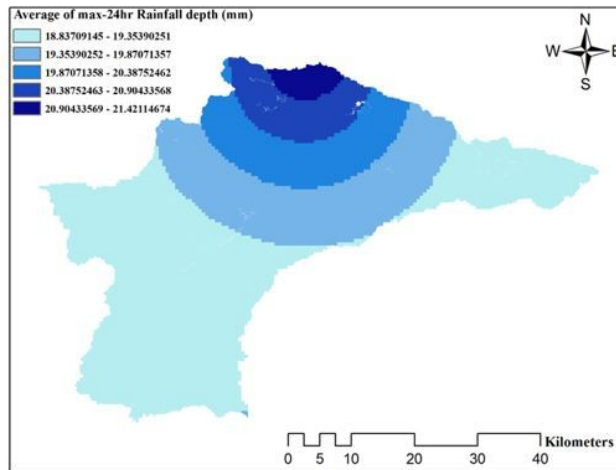 Average of max-24hr Rainfall depth (mm)
18.83709145 - 19.35390251
19.35390252 - 19.87071357
19.87071358 - 20.38752462
20.38752463 - 20.90433568
20.90433569 - 21.42114674
N
W E
S
Kilometers
0 5 10 20 30 40